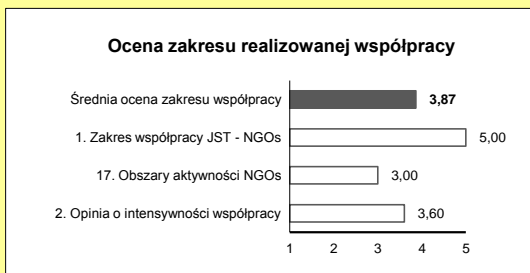 Ocena zakresu realizowanej współpracy
Średnia ocena zakresu współpracy 3,87
1. Zakres współpracy JST - NGOs 5,00
17. Obszary aktywności NGOs 3,00
2. Opinia o intensywności współpracy 3,60
1 2 3 4 5